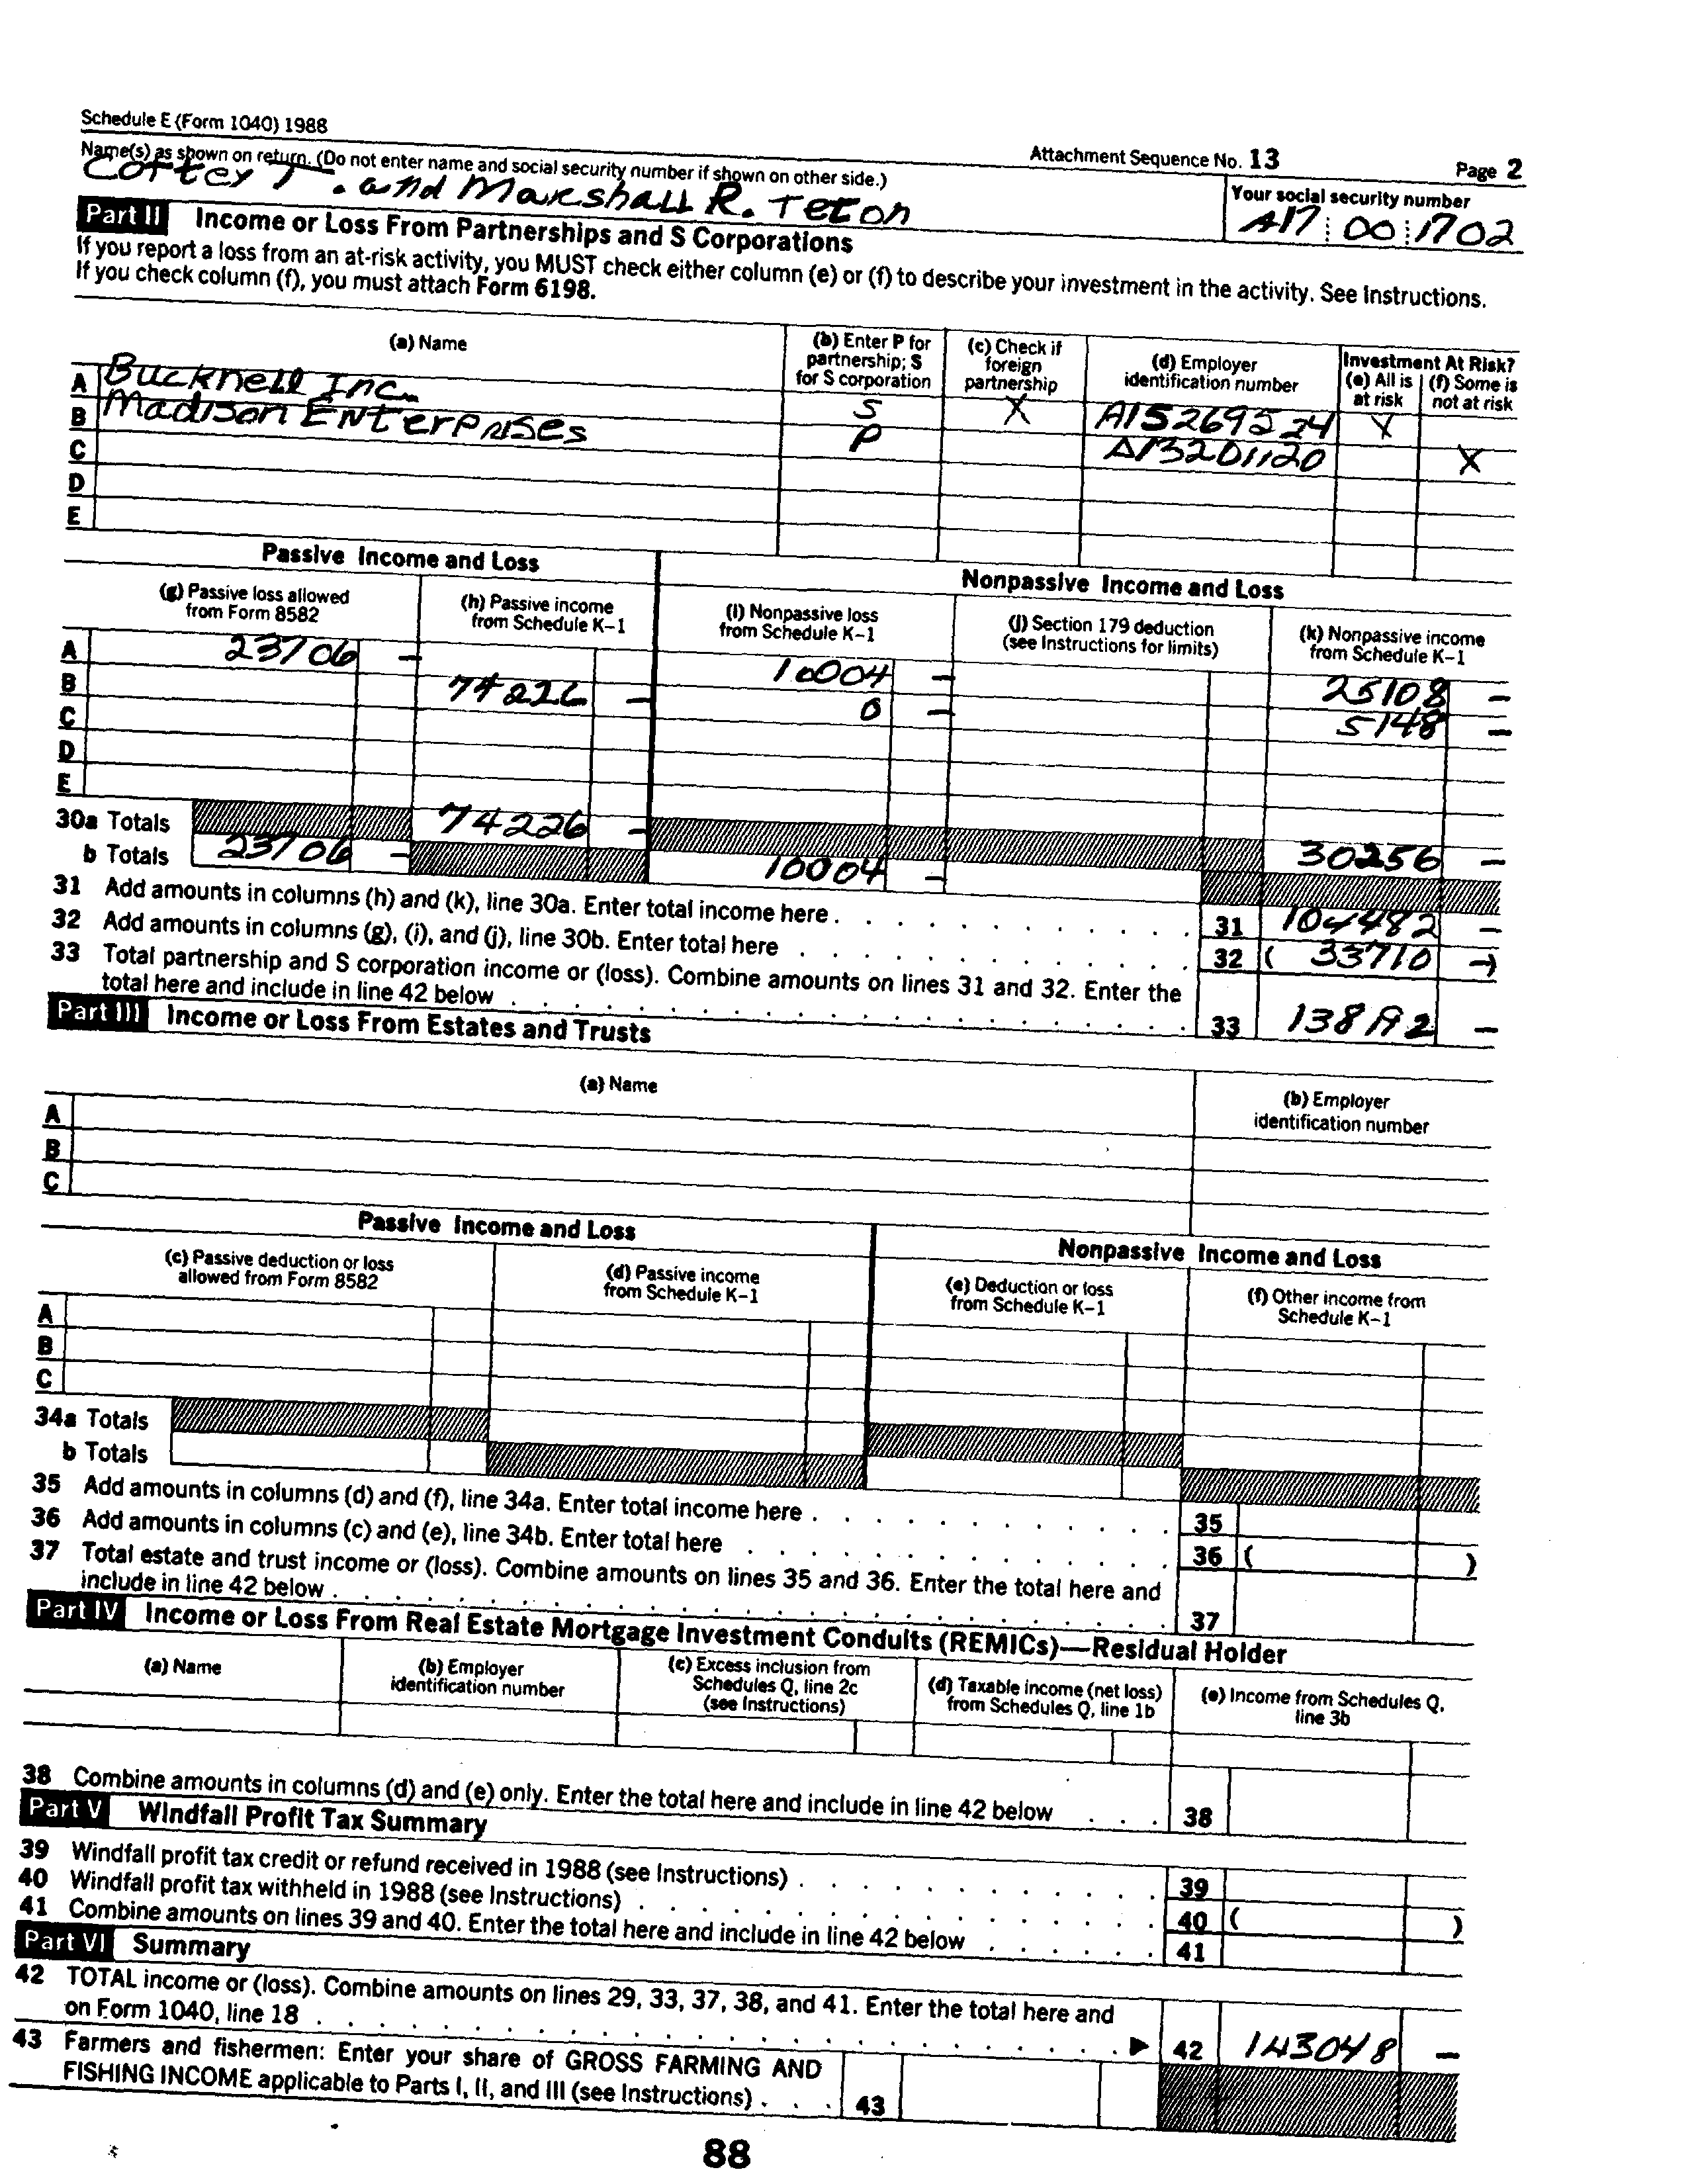 Schedule E (Form 1040) 1988
Attachment Sequence No. 13
Page 2
Name(s) as shown on return. (Do not enter name and social security number if shown on other side.)
Your social security number
Cottey T. and Marshall R. Teton
A17 00 1702
Part II Income or Loss From Partnerships and S Corporations
If you report a loss from an at-risk activity, you MUST check either column (e) or (f) to describe your investment in the activity. See Instructions.
If you check column (f), you must attach Form 6198.
(a) Name
(b) Enter P for partnership; S for S corporation
(c) Check if foreign partnership
(d) Employer identification number
Investment At Risk?
(e) All is at risk
(f) Some is not at risk
A Bucknell Inc. S X A15269524 X
B Madison Enterprises P A13201120 X
C
D
E
Passive Income and Loss
Nonpassive Income and Loss
(g) Passive loss allowed from Form 8582
(h) Passive income from Schedule K–1
(i) Nonpassive loss from Schedule K–1
(j) Section 179 deduction (see Instructions for limits)
(k) Nonpassive income from Schedule K–1
A 23706 – 10004 – 25108 –
B 74226 – 0 – 5148 –
C
D
E
30a Totals 74226 – 30256 –
b Totals 23706 – 10004 –
31 Add amounts in columns (h) and (k), line 30a. Enter total income here . 31 104482 –
32 Add amounts in columns (g), (i), and (j), line 30b. Enter total here 32 ( 33710 –)
33 Total partnership and S corporation income or (loss). Combine amounts on lines 31 and 32. Enter the
total here and include in line 42 below 33 138192 –
Part III Income or Loss From Estates and Trusts
(a) Name
(b) Employer identification number
A
B
C
Passive Income and Loss
Nonpassive Income and Loss
(c) Passive deduction or loss allowed from Form 8582
(d) Passive income from Schedule K–1
(e) Deduction or loss from Schedule K–1
(f) Other income from Schedule K–1
A
B
C
34a Totals
b Totals
35 Add amounts in columns (d) and (f), line 34a. Enter total income here . 35
36 Add amounts in columns (c) and (e), line 34b. Enter total here 36 ( )
37 Total estate and trust income or (loss). Combine amounts on lines 35 and 36. Enter the total here and
include in line 42 below . 37
Part IV Income or Loss From Real Estate Mortgage Investment Conduits (REMICs)—Residual Holder
(a) Name
(b) Employer identification number
(c) Excess inclusion from Schedules Q, line 2c (see Instructions)
(d) Taxable income (net loss) from Schedules Q, line 1b
(e) Income from Schedules Q, line 3b
38 Combine amounts in columns (d) and (e) only. Enter the total here and include in line 42 below 38
Part V Windfall Profit Tax Summary
39 Windfall profit tax credit or refund received in 1988 (see Instructions) . 39
40 Windfall profit tax withheld in 1988 (see Instructions) . 40 ( )
41 Combine amounts on lines 39 and 40. Enter the total here and include in line 42 below 41
Part VI Summary
42 TOTAL income or (loss). Combine amounts on lines 29, 33, 37, 38, and 41. Enter the total here and
on Form 1040, line 18 . ▶ 42 143048 –
43 Farmers and fishermen: Enter your share of GROSS FARMING AND
FISHING INCOME applicable to Parts I, II, and III (see Instructions) . 43
88